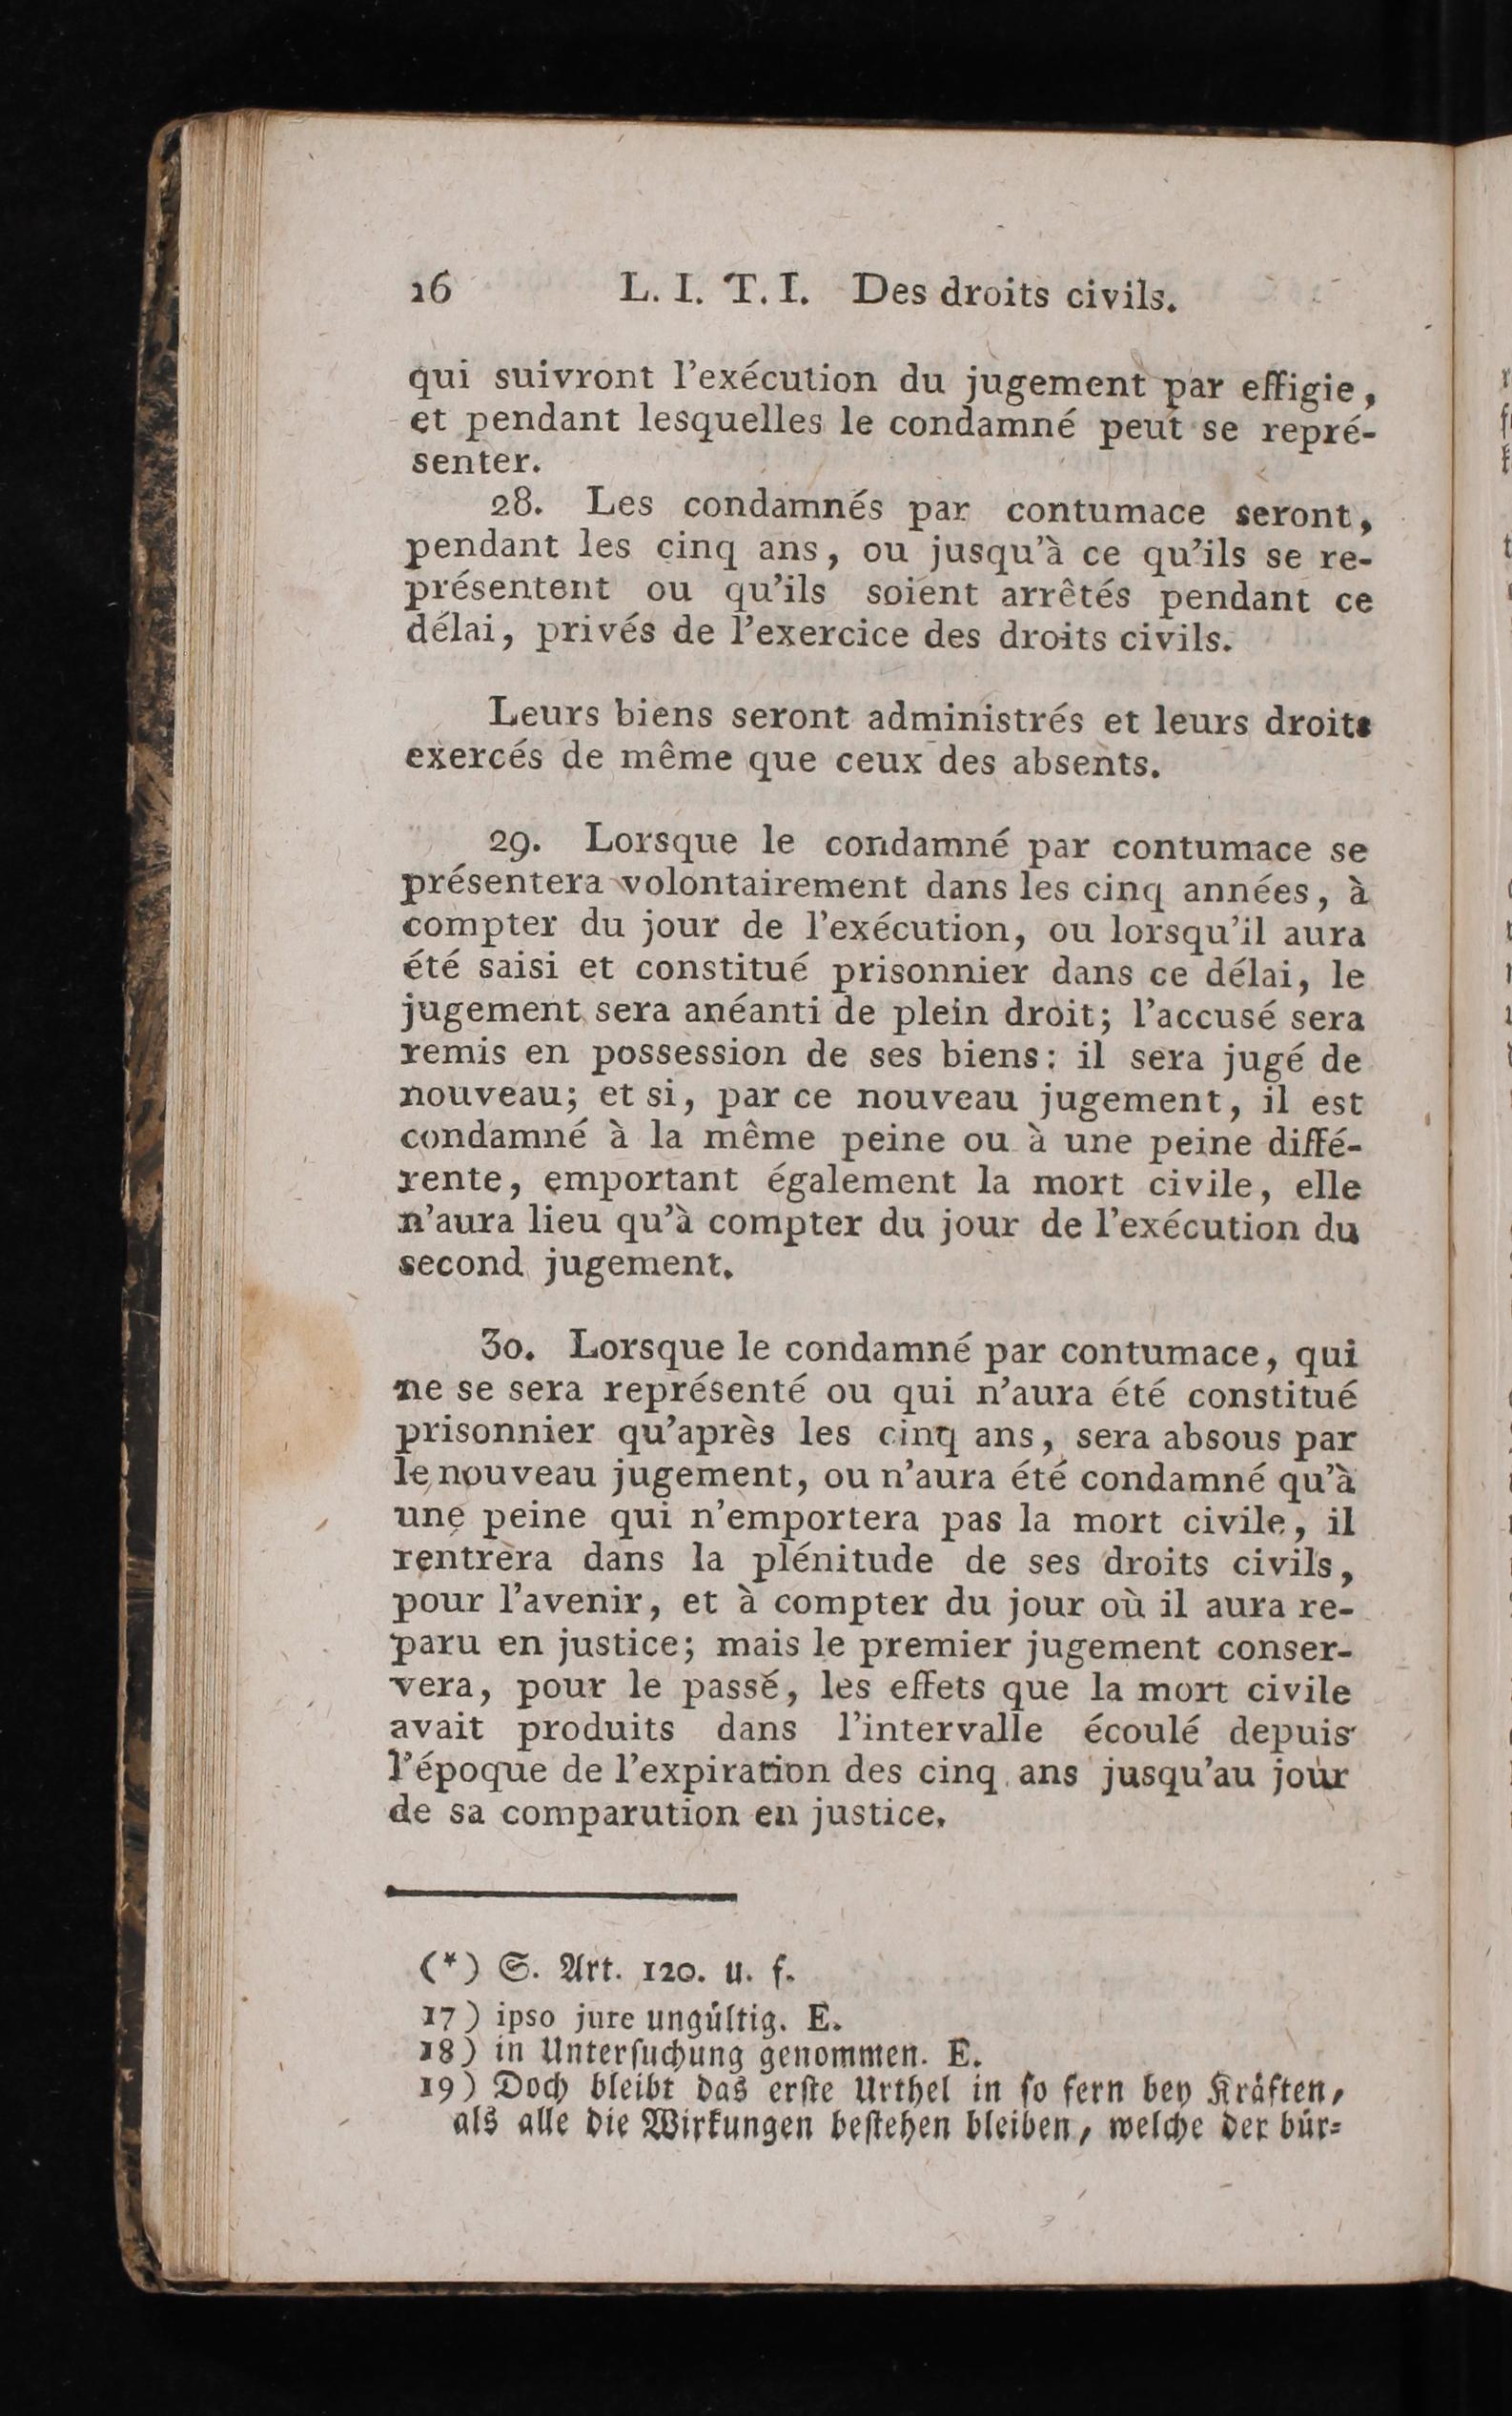 16 L. I. T. I. Des droits civils.
qui suivront l'exécution du jugement par effigie,
et pendant lesquelles le condamné peut se repré-
senter.
28. Les condamnés par contumace seront,
pendant les cinq ans, ou jusqu'à ce qu'ils se re-
présentent ou qu'ils soient arrêtés pendant ce
délai, privés de l'exercice des droits civils.
Leurs biens seront administrés et leurs droits
exercés de même que ceux des absents.
29. Lorsque le condamné par contumace se
présentera volontairement dans les cinq années, à
compter du jour de l'exécution, ou lorsqu'il aura
été saisi et constitué prisonnier dans ce délai, le
jugement sera anéanti de plein droit; l'accusé sera
remis en possession de ses biens: il sera jugé de
nouveau; et si, par ce nouveau jugement, il est
condamné à la même peine ou à une peine diffé-
rente, emportant également la mort civile, elle
n'aura lieu qu'à compter du jour de l'exécution du
second jugement.
30. Lorsque le condamné par contumace, qui
ne se sera représenté ou qui n'aura été constitué
prisonnier qu'après les cinq ans, sera absous par
le nouveau jugement, ou n'aura été condamné qu'à
une peine qui n'emportera pas la mort civile, il
rentrera dans la plénitude de ses droits civils,
pour l'avenir, et à compter du jour où il aura re-
paru en justice; mais le premier jugement conser-
vera, pour le passé, les effets que la mort civile
avait produits dans l'intervalle écoulé depuis
l'époque de l'expiration des cinq ans jusqu'au jour
de sa comparution en justice.
(*) S. Art. 120. u. f.
17) ipso jure ungültig. E.
18) in Unterſuchung genommen. E.
19) Doch bleibt das erſte Urthel in ſo fern bey Kräften,
als alle die Wirkungen beſtehen bleiben, welche der bür-